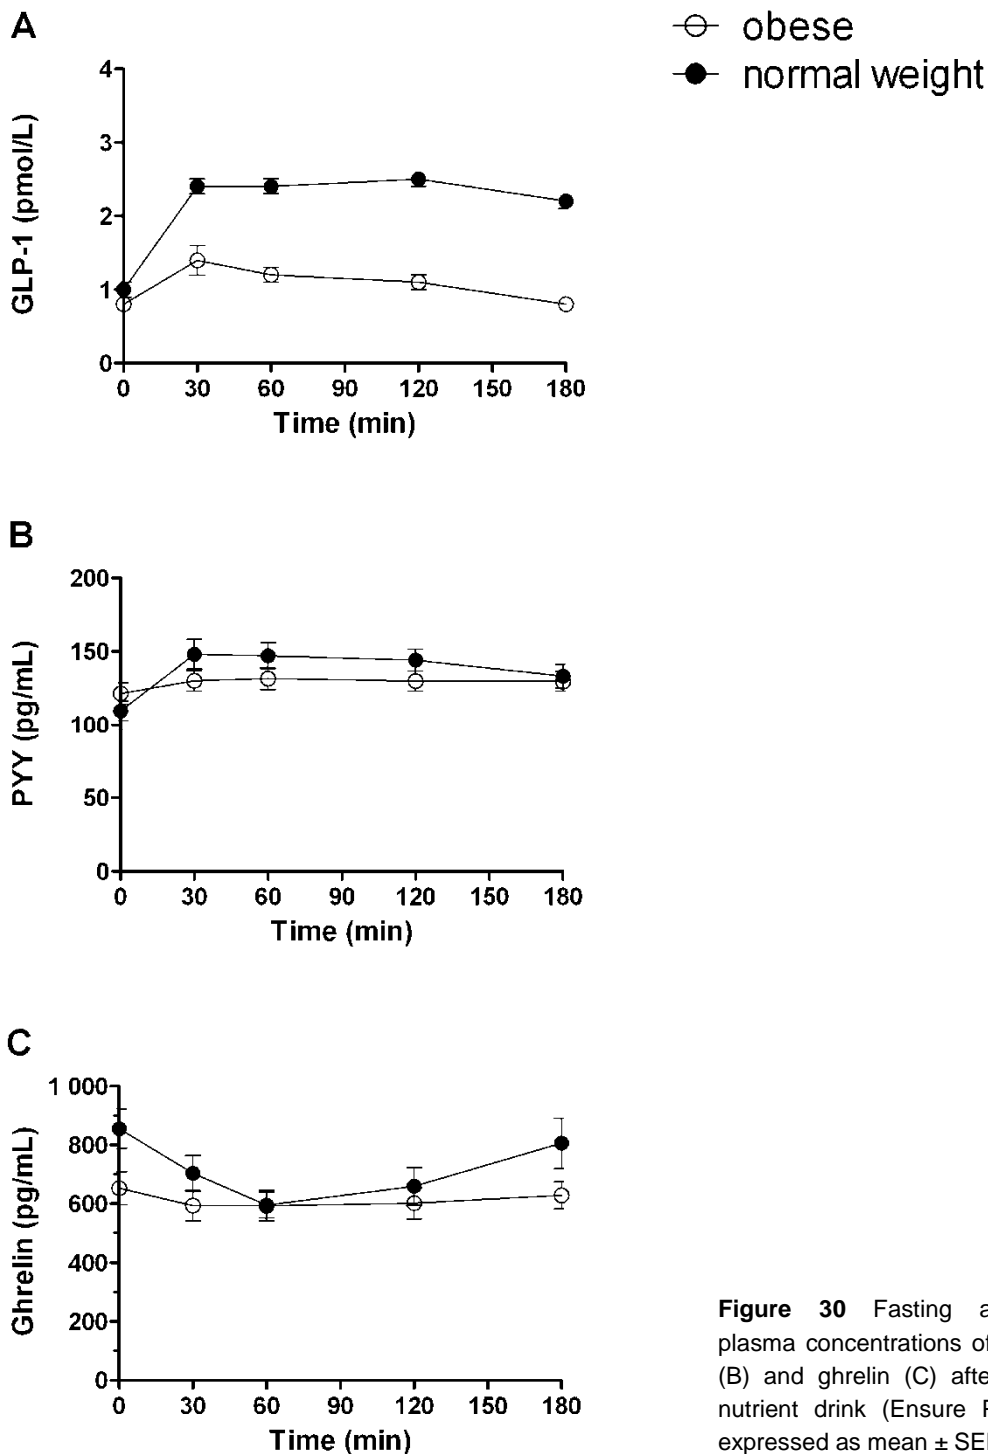 A
obese
normal weight
4
3
2
1
0
GLP-1 (pmol/L)
0 30 60 90 120 150 180
Time (min)
B
200
150
100
50
0
PYY (pg/mL)
0 30 60 90 120 150 180
Time (min)
C
1 000
800
600
400
200
0
Ghrelin (pg/mL)
0 30 60 90 120 150 180
Time (min)
Figure 30 Fasting
plasma concentrations of
(B) and ghrelin (C)
nutrient drink (Ensure
expressed as mean ±